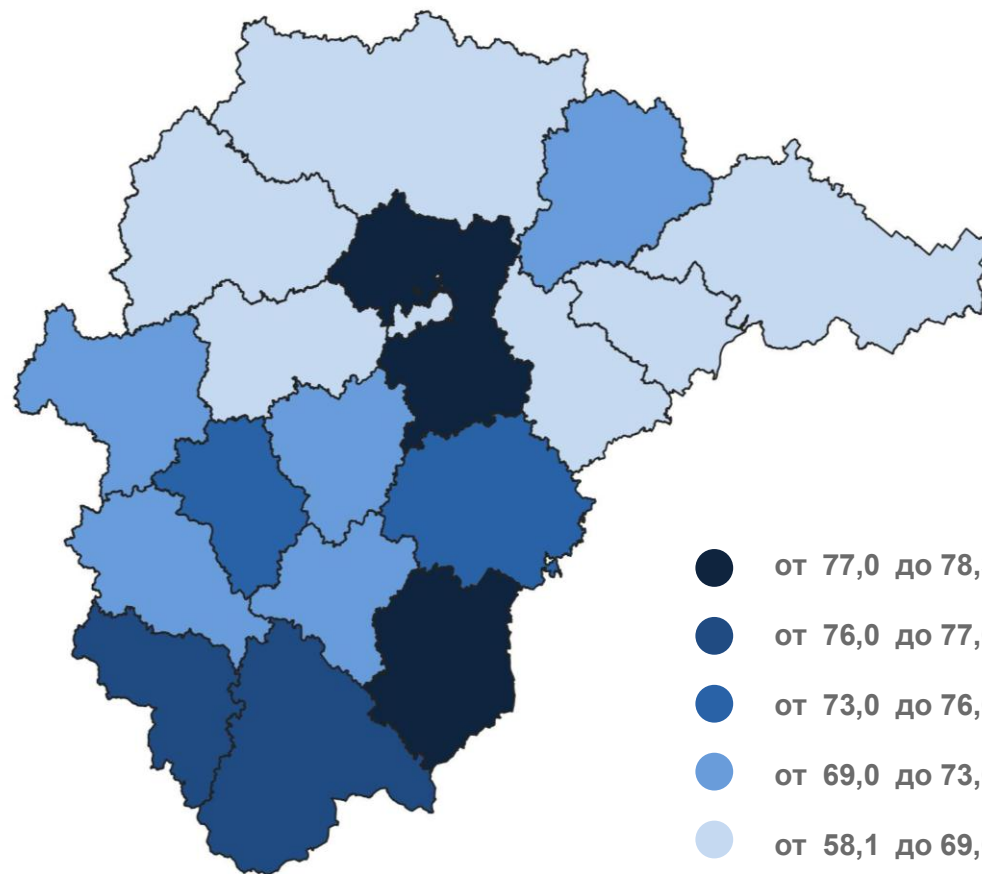 от 77,0 до 78,
от 76,0 до 77,
от 73,0 до 76,
от 69,0 до 73,
от 58,1 до 69,